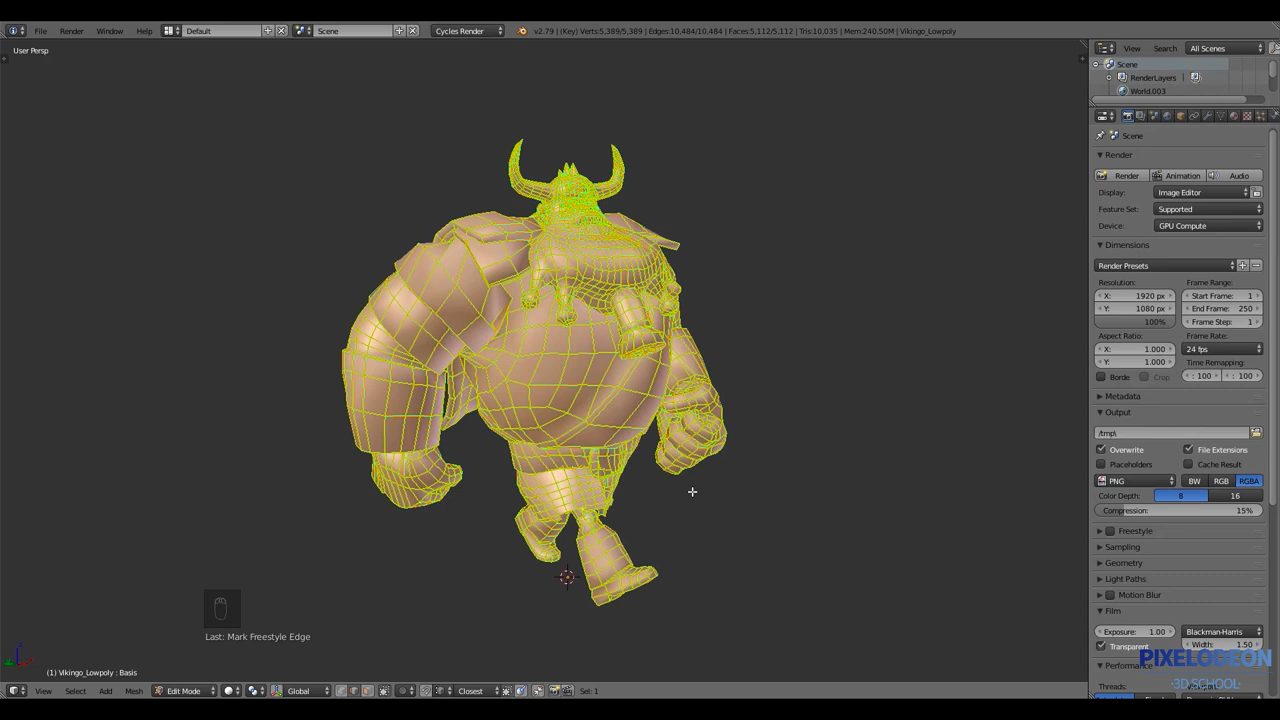 File Render Window Help Default Scene Cycles Render v2.79 | (Key) Verts:5,389/5,389 | Edges:10,484/10,484 | Faces:5,112/5,112 | Tris:10,035 | Mem:240.50M | Vikingo_Lowpoly
User Persp
View Search All Scenes
Scene
RenderLayers
World.003
Scene
Render
Render Animation Audio
Display: Image Editor
Feature Set: Supported
Device: GPU Compute
Dimensions
Render Presets
Resolution: Frame Range:
X: 1920 px Start Frame: 1
Y: 1080 px End Frame: 250
100% Frame Step: 1
Aspect Ratio: Frame Rate:
X: 1.000 24 fps
Y: 1.000 Time Remapping:
Borde Crop : 100 : 100
Metadata
Output
/tmp\
Overwrite File Extensions
Placeholders Cache Result
PNG BW RGB RGBA
Color Depth: 8 16
Compression: 15%
Freestyle
Sampling
Geometry
Light Paths
Motion Blur
Film
Exposure: 1.00 Blackman-Harris
Transparent Width: 1.50
PIXELODEON
3D SCHOOL
Performance
Threads:
Last: Mark Freestyle Edge
(1) Vikingo_Lowpoly : Basis
View Select Add Mesh Edit Mode Global Closest Sel: 1